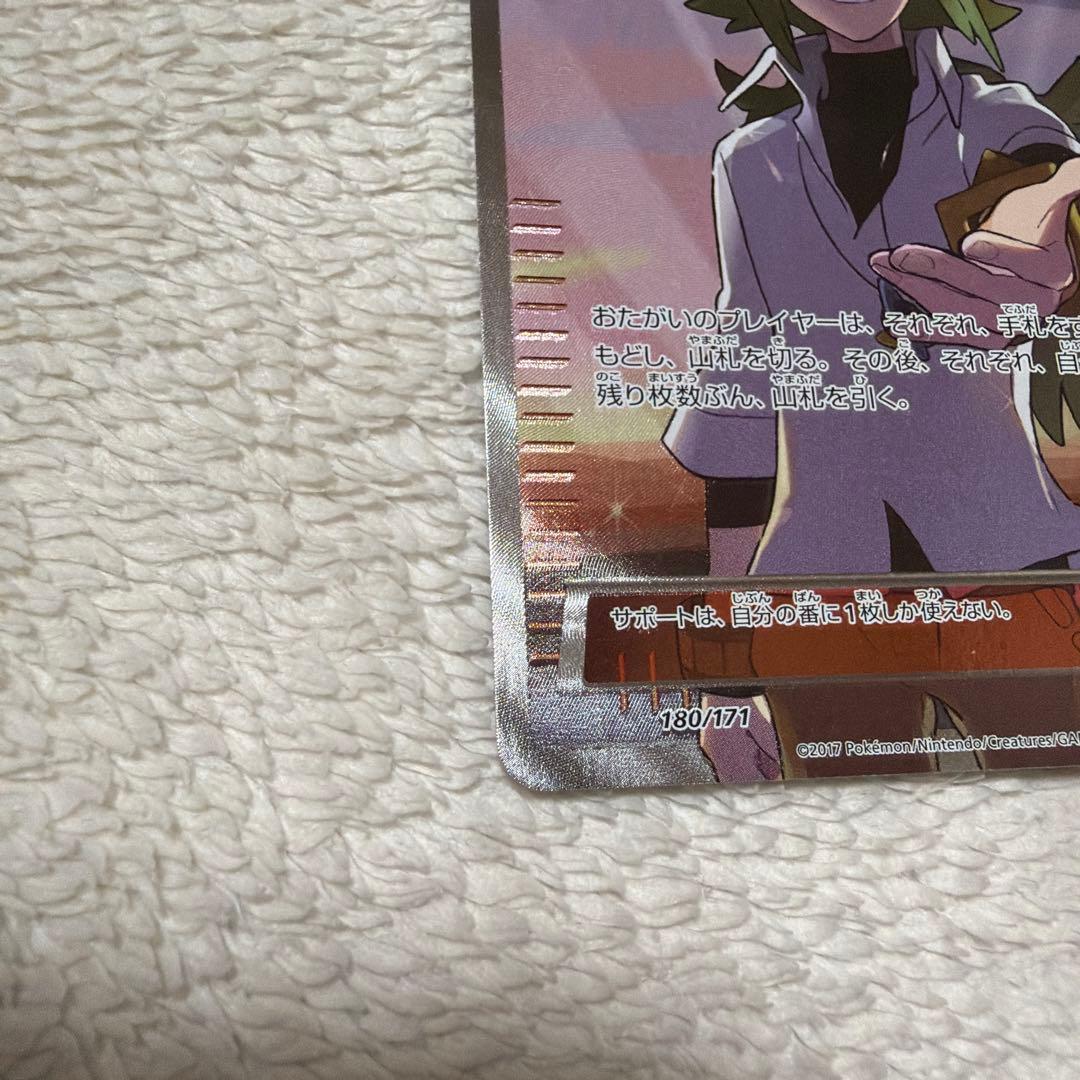 おたがいのプレイヤーは、それぞれ、手札をす
もどし、山札を切る。その後、それぞれ、自
残り枚数ぶん、山札を引く。
サポートは、自分の番に1枚しか使えない。
180/171
©2017 Pokémon/Nintendo/Creatures/GA